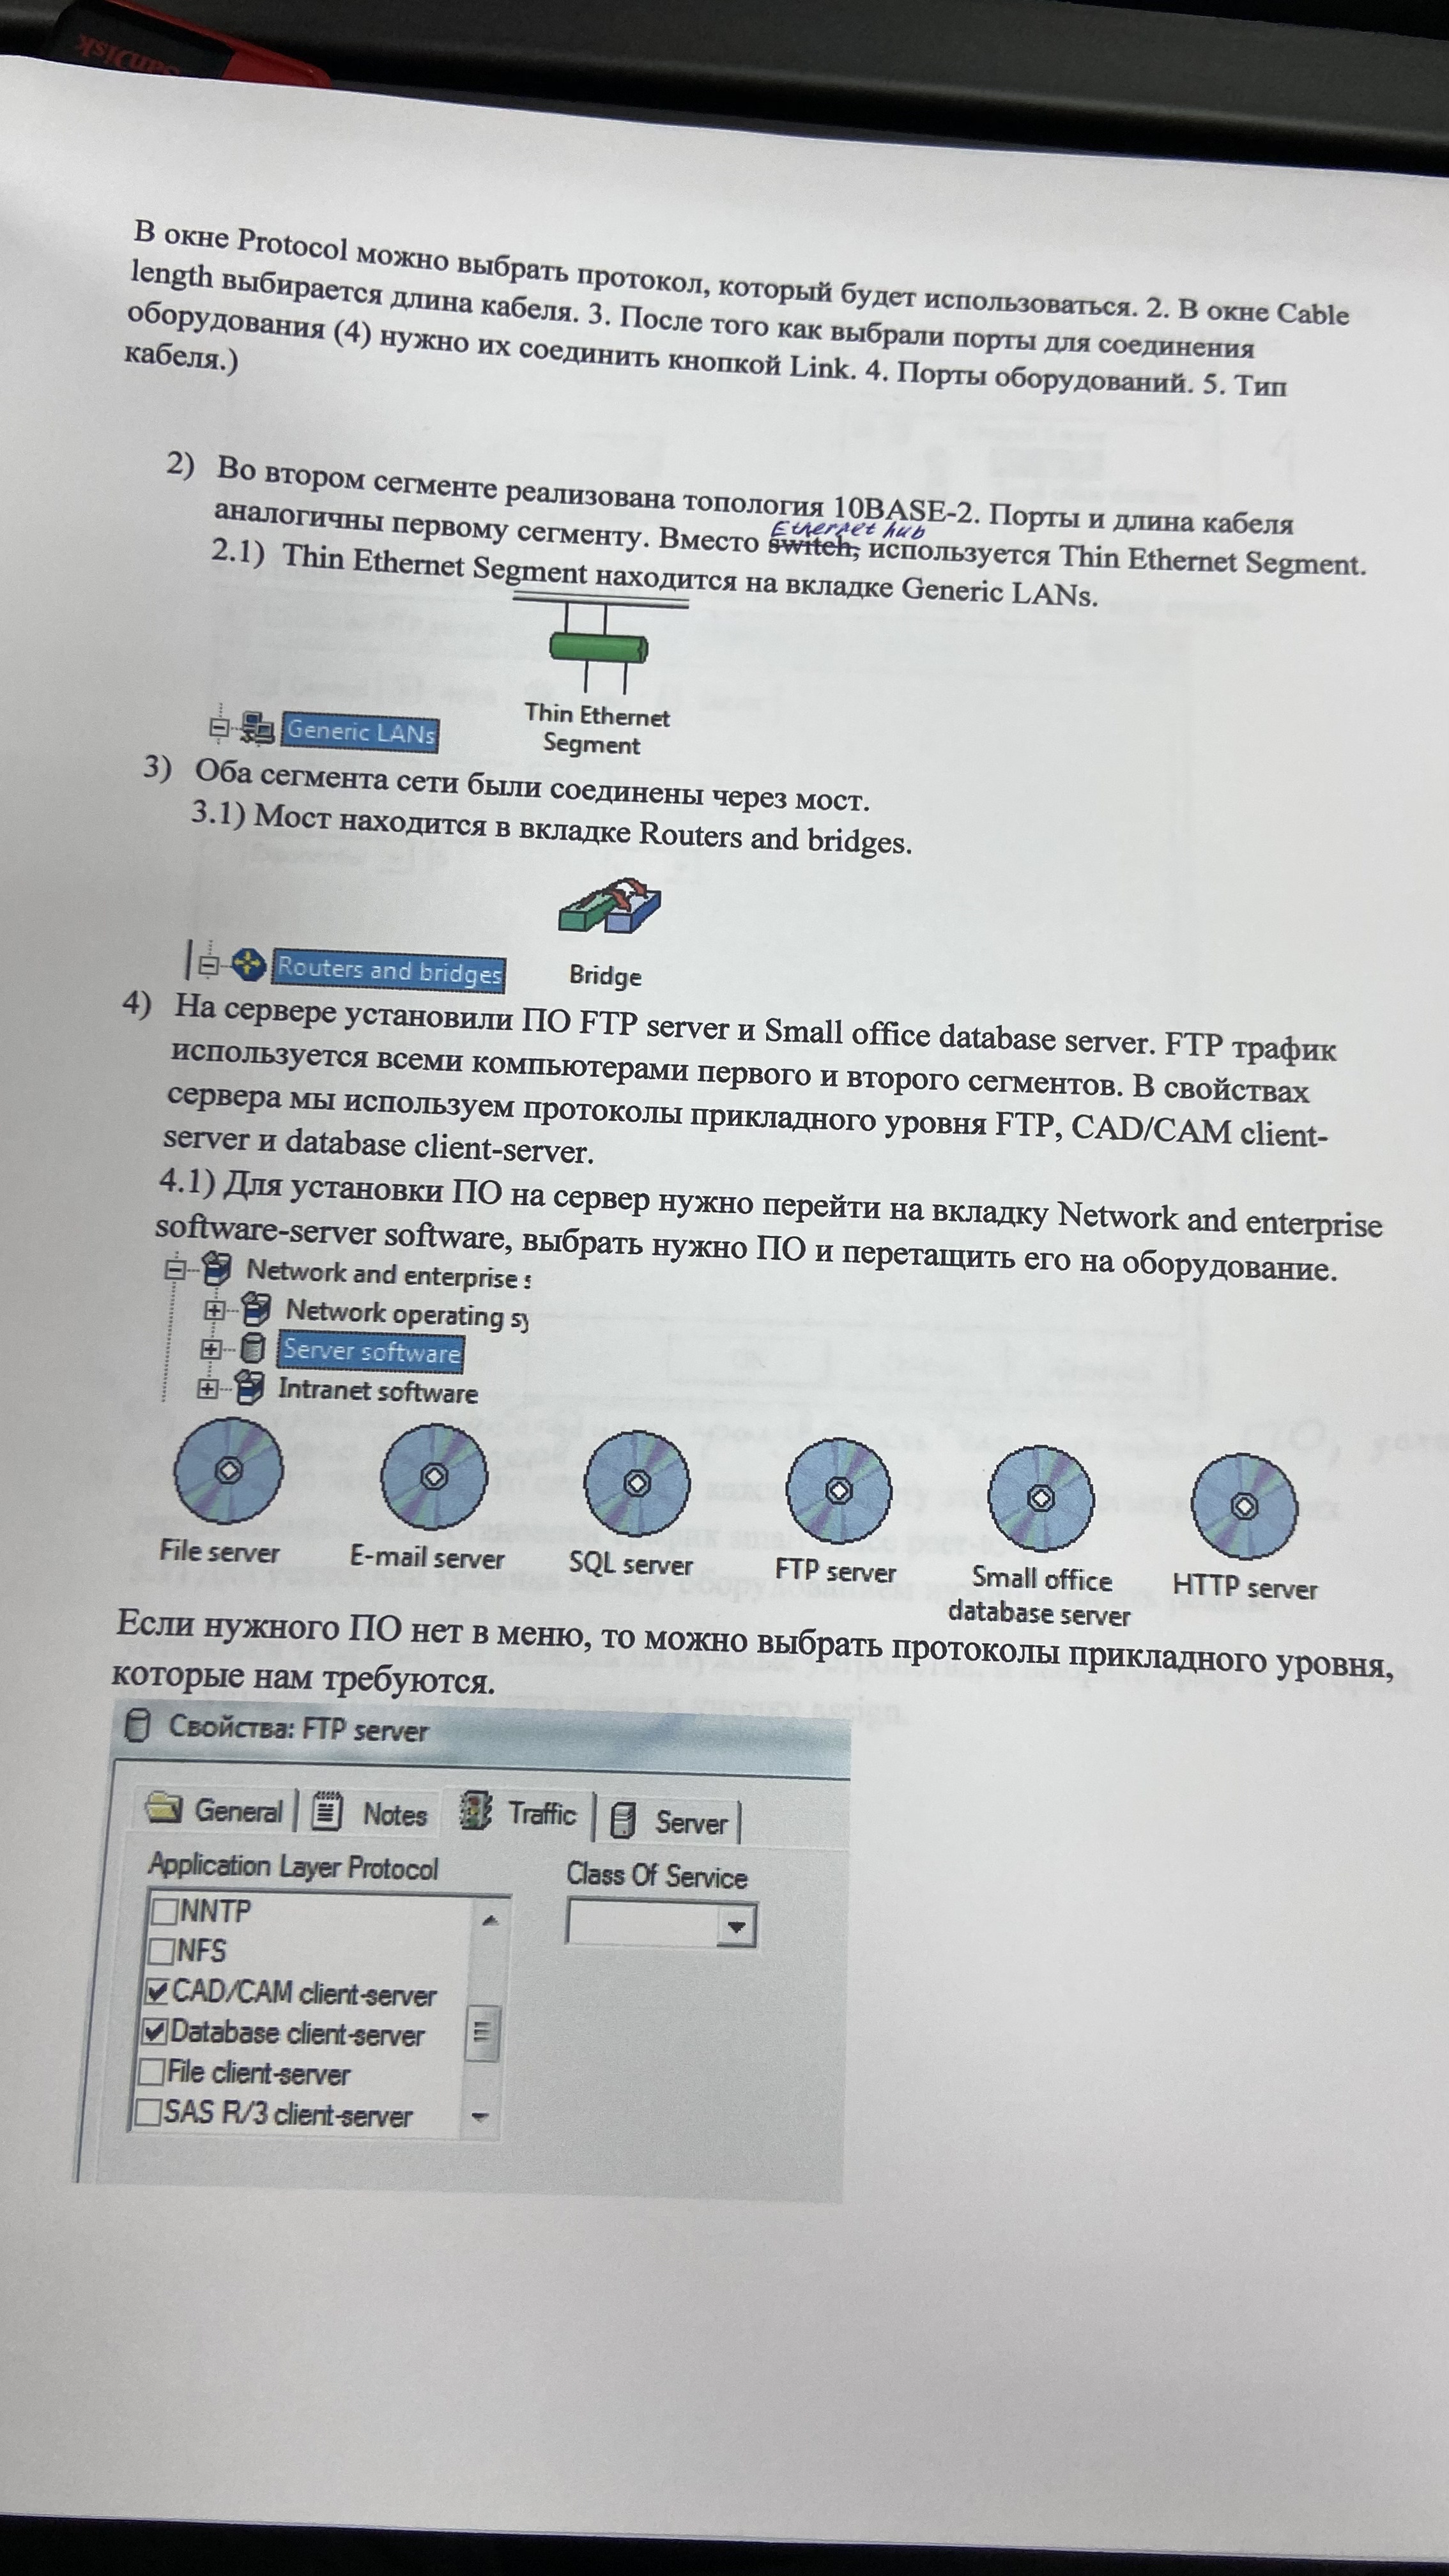 SanDisk
В окне Protocol можно выбрать протокол, который будет использоваться. 2. В окне Cable
length выбирается длина кабеля. 3. После того как выбрали порты для соединения
оборудования (4) нужно их соединить кнопкой Link. 4. Порты оборудований. 5. Тип
кабеля.)
2) Во втором сегменте реализована топология 10BASE-2. Порты и длина кабеля
Ethernet hub
аналогичны первому сегменту. Вместо switch, используется Thin Ethernet Segment.
2.1) Thin Ethernet Segment находится на вкладке Generic LANs.
Generic LANs
Thin Ethernet
Segment
3) Оба сегмента сети были соединены через мост.
3.1) Мост находится в вкладке Routers and bridges.
Routers and bridges
Bridge
4) На сервере установили ПО FTP server и Small office database server. FTP трафик
используется всеми компьютерами первого и второго сегментов. В свойствах
сервера мы используем протоколы прикладного уровня FTP, CAD/CAM client-
server и database client-server.
4.1) Для установки ПО на сервер нужно перейти на вкладку Network and enterprise
software-server software, выбрать нужно ПО и перетащить его на оборудование.
Network and enterprise s
Network operating sy
Server software
Intranet software
File server
E-mail server
SQL server
FTP server
Small office
database server
HTTP server
Если нужного ПО нет в меню, то можно выбрать протоколы прикладного уровня,
которые нам требуются.
Свойства: FTP server
General
Notes
Traffic
Server
Application Layer Protocol
Class Of Service
NNTP
NFS
CAD/CAM client-server
Database client-server
File client-server
SAS R/3 client-server